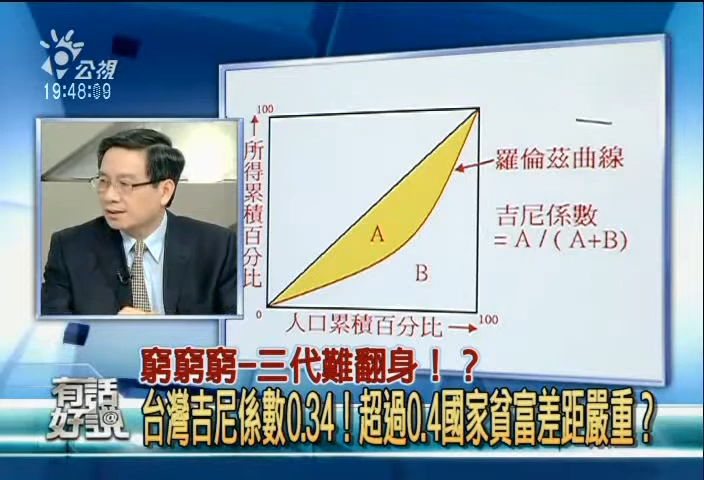 公視
19:48:09
100
所得累積百分比
0
人口累積百分比
100
A
B
羅倫茲曲線
吉尼係數
= A / ( A+B)
窮窮窮-三代難翻身！？
有話好說
台灣吉尼係數0.34！超過0.4國家貧富差距嚴重？